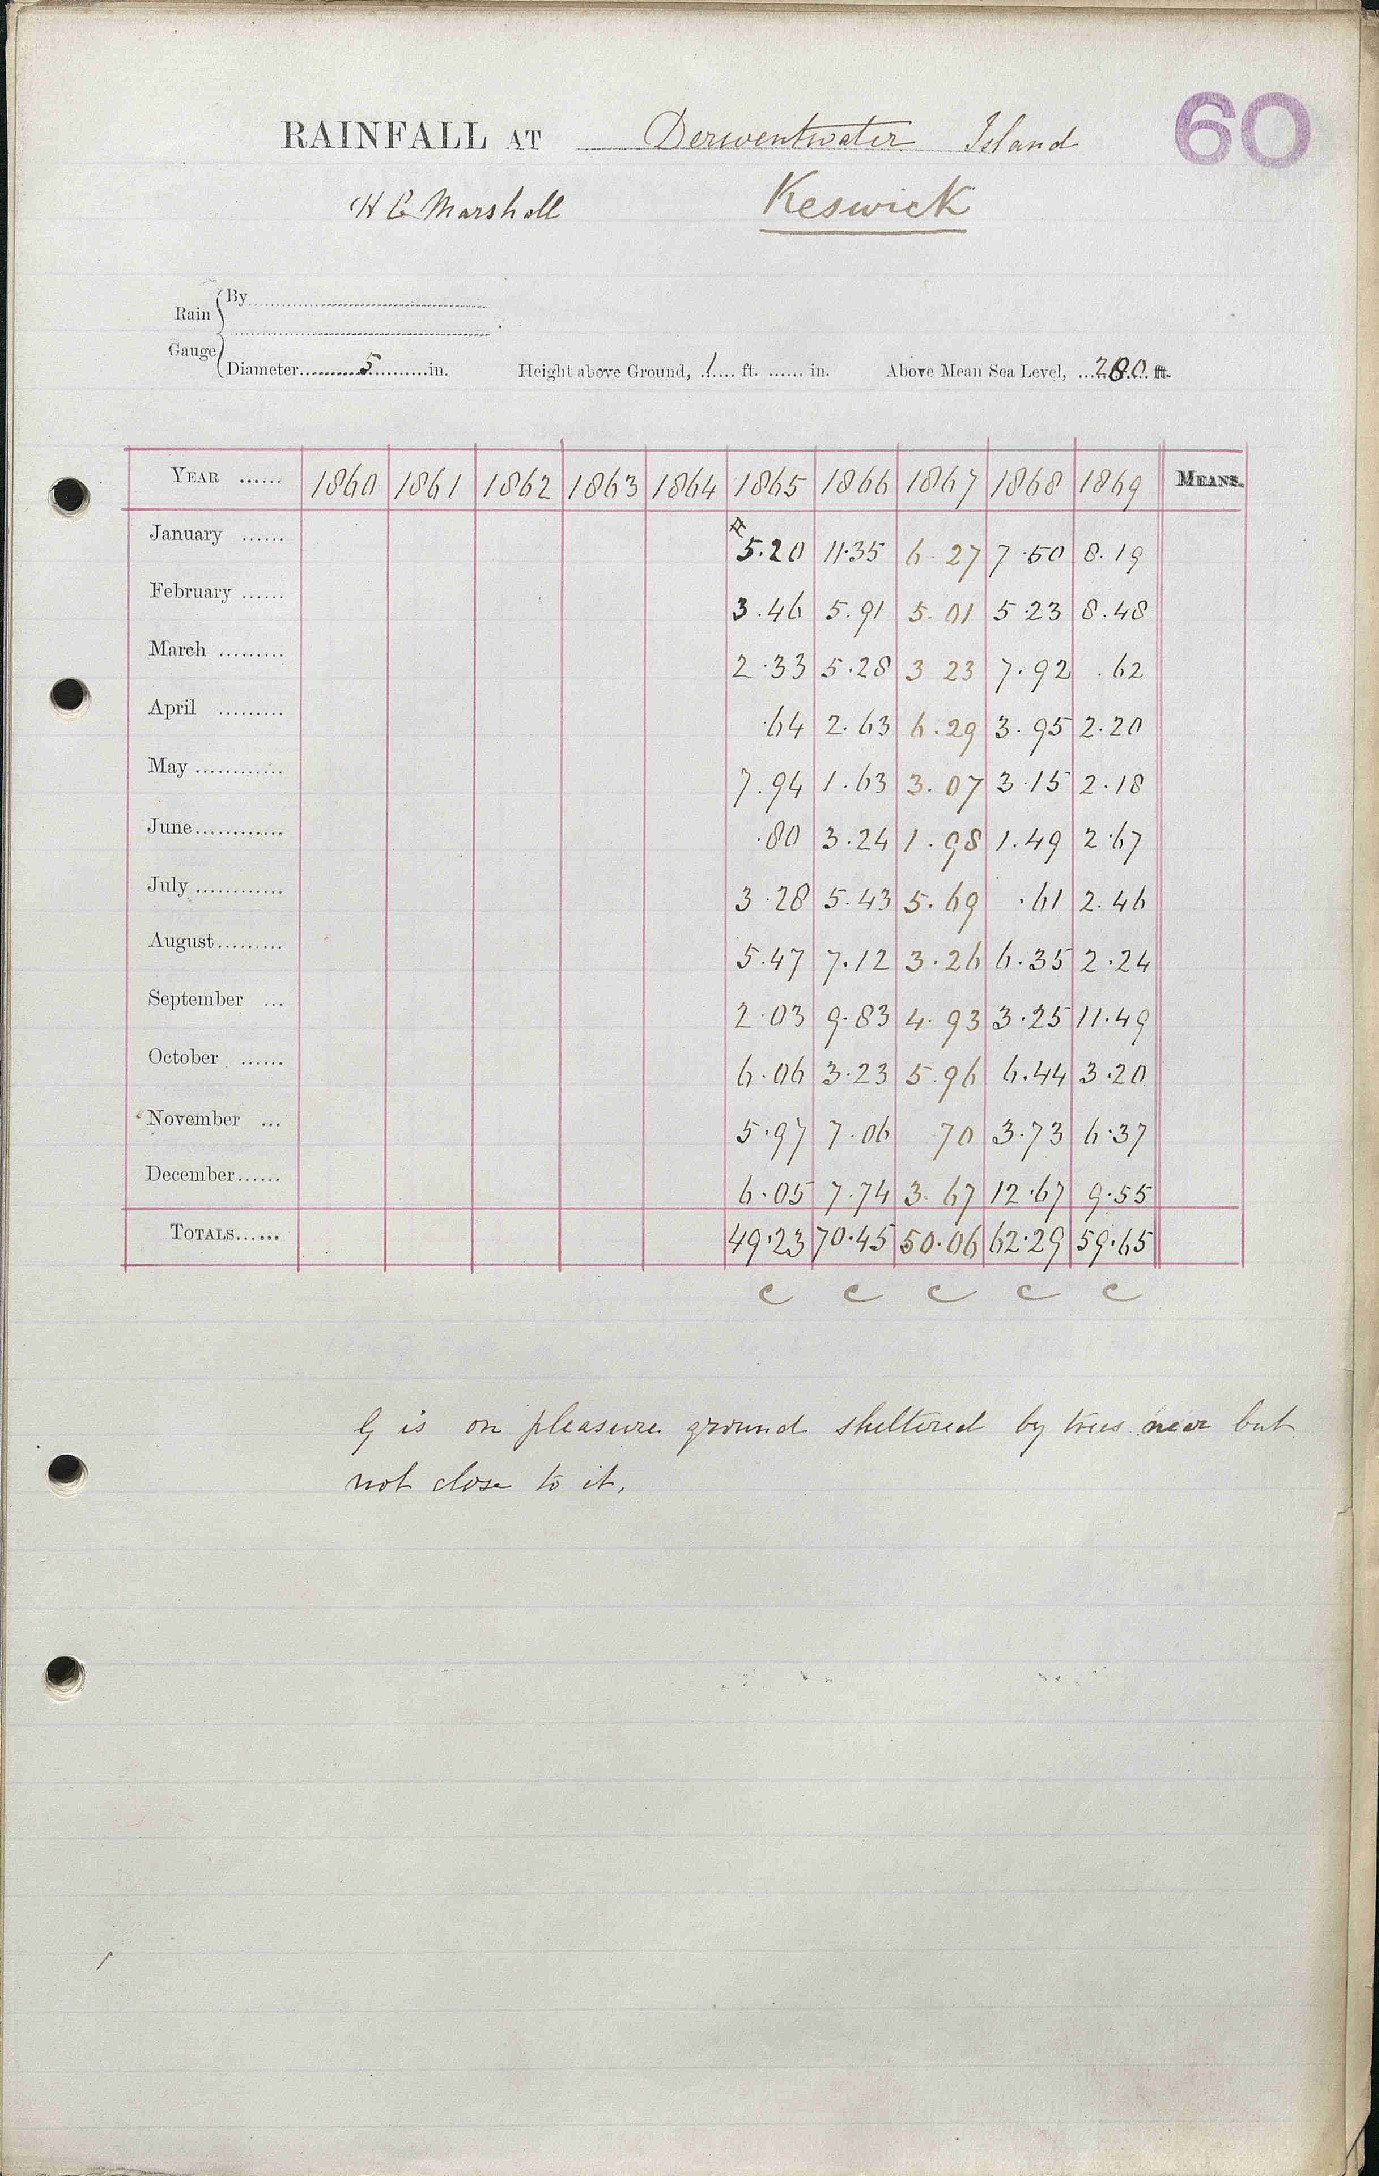 60
RAINFALL AT Derwentwater Island
H C Marshall Keswick
Rain Gauge { By
Diameter 5 in. Height above Ground, 1 ft. in. Above Mean Sea Level, 280 ft.
YEAR 1860 1861 1862 1863 1864 1865 1866 1867 1868 1869 MEANS.
January 5.20 11.35 6.27 7.50 8.19
February 3.46 5.91 5.01 5.23 8.48
March 2.33 5.28 3 23 7.92 .62
April .64 2.63 6.29 3.95 2.20
May 7.94 1.63 3.07 3.15 2.18
June .80 3.24 1.98 1.49 2.67
July 3.28 5.43 5.69 .61 2.46
August 5.47 7.12 3.26 6.35 2.24
September 2.03 9.83 4.93 3.25 11.49
October 6.06 3.23 5.96 6.44 3.20
November 5.97 7.06 70 3.73 6.37
December 6.05 7.74 3.67 12.67 9.55
TOTALS 49.23 70.45 50.06 62.29 59.65
c c c c c
G is on pleasure ground sheltered by trees near but
not close to it.